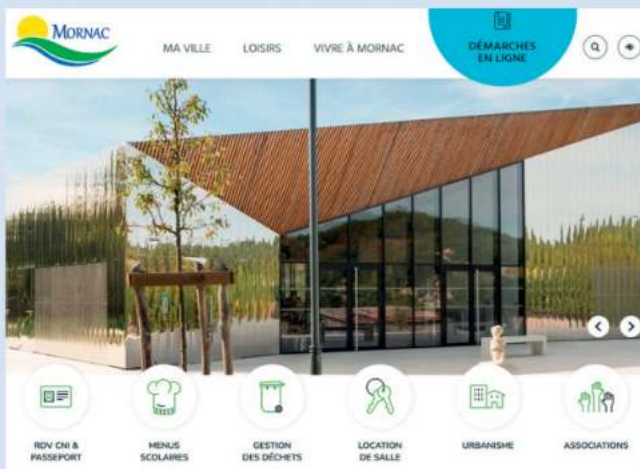 MORNAC
MA VILLE LOISIRS VIVRE À MORNAC
DÉMARCHES
EN LIGNE
RDV CNI &
PASSEPORT
MENUS
SCOLAIRES
GESTION
DES DÉCHETS
LOCATION
DE SALLE
URBANISME
ASSOCIATIONS